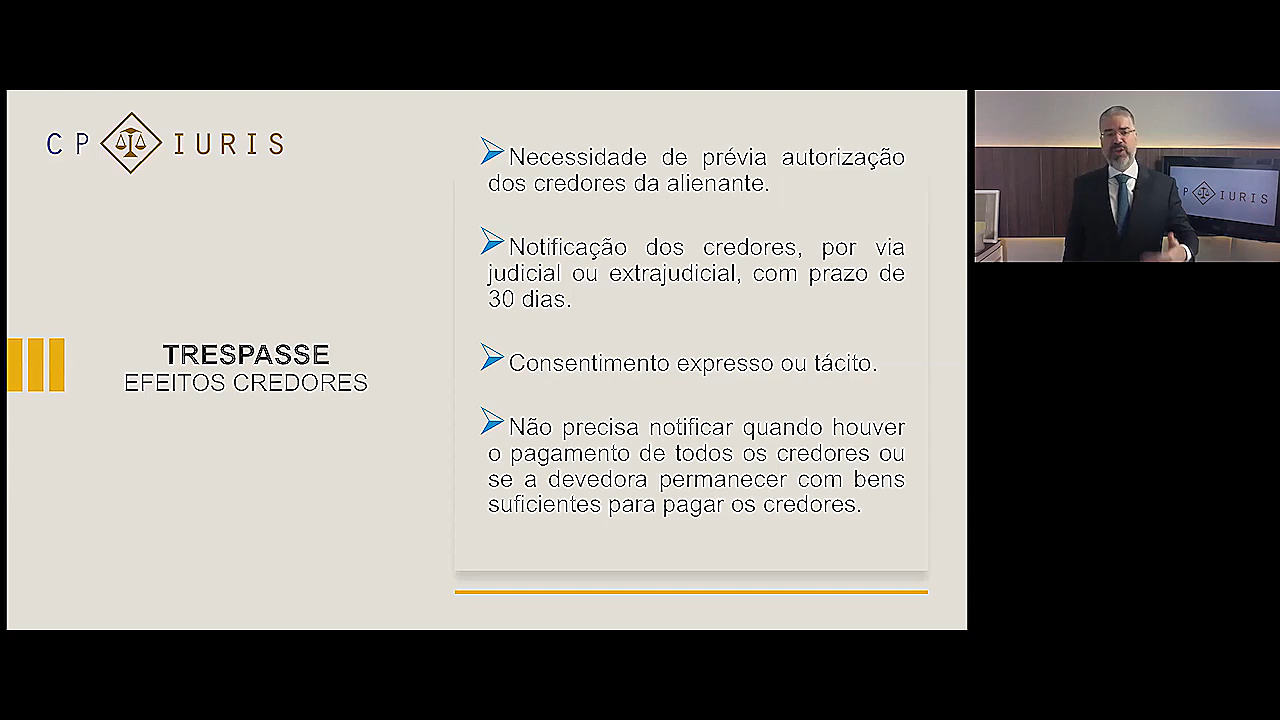 CP IURIS
Necessidade de prévia autorização
dos credores da alienante.
Notificação dos credores, por via
judicial ou extrajudicial, com prazo de
30 dias.
TRESPASSE
EFEITOS CREDORES
Consentimento expresso ou tácito.
Não precisa notificar quando houver
o pagamento de todos os credores ou
se a devedora permanecer com bens
suficientes para pagar os credores.
P IURIS